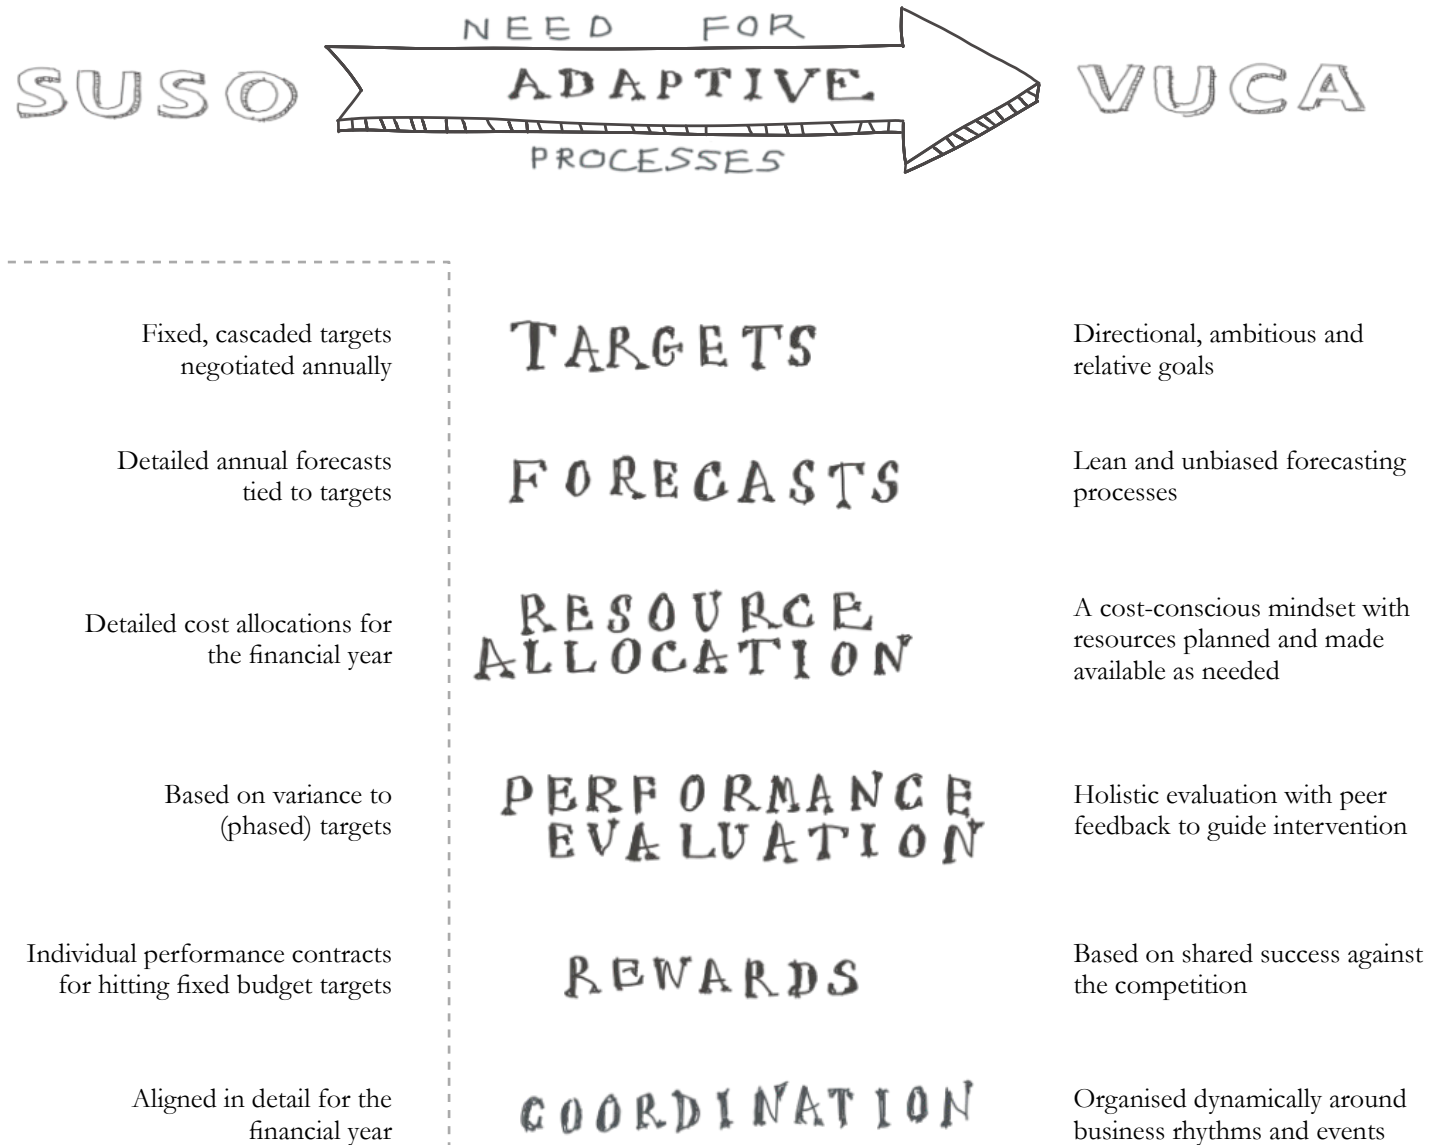 NEED FOR
SUSO
ADAPTIVE
VUCA
PROCESSES
Fixed, cascaded targets
negotiated annually
TARGETS
Directional, ambitious and
relative goals
Detailed annual forecasts
tied to targets
FORECASTS
Lean and unbiased forecasting
processes
Detailed cost allocations for
the financial year
RESOURCE
ALLOCATION
A cost-conscious mindset with
resources planned and made
available as needed
Based on variance to
(phased) targets
PERFORMANCE
EVALUATION
Holistic evaluation with peer
feedback to guide intervention
Individual performance contracts
for hitting fixed budget targets
REWARDS
Based on shared success against
the competition
Aligned in detail for the
financial year
COORDINATION
Organised dynamically around
business rhythms and events